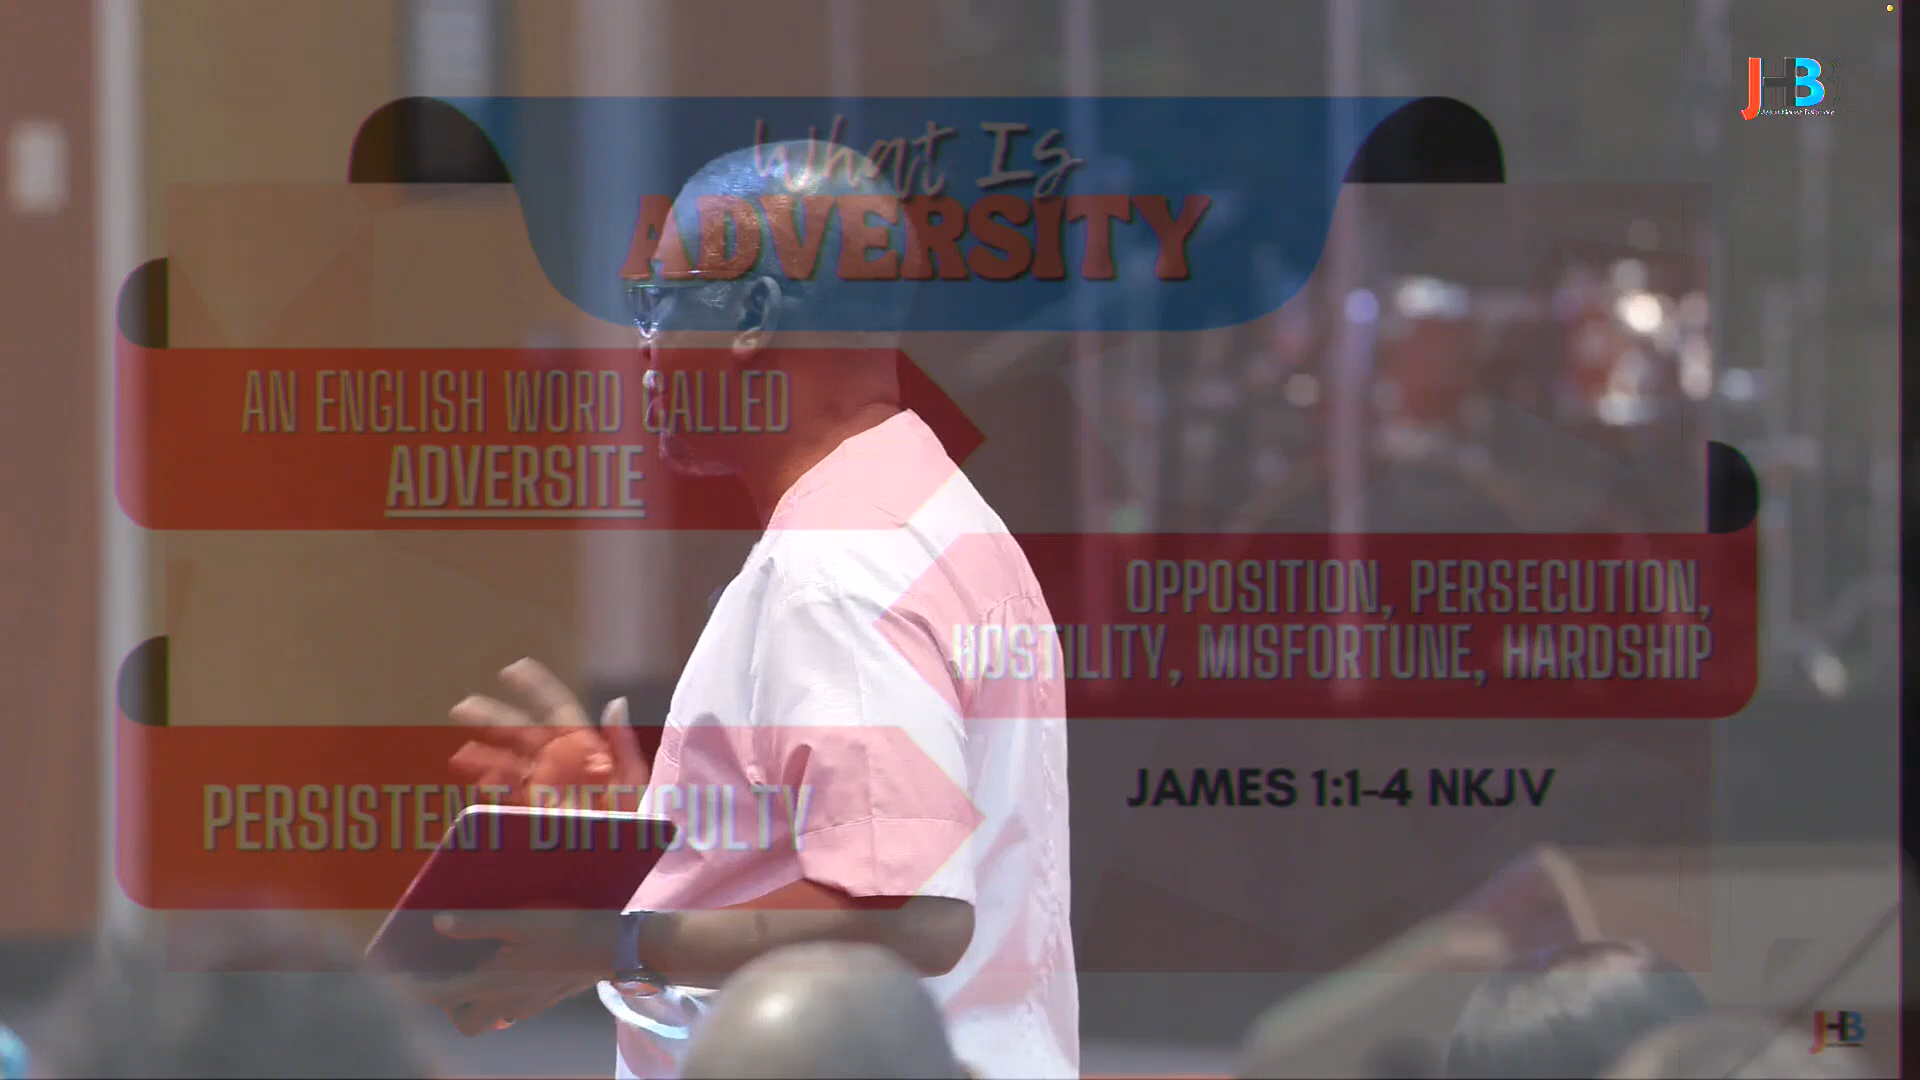 JHB
What Is
ADVERSITY
AN ENGLISH WORD CALLED
ADVERSITE
OPPOSITION, PERSECUTION,
HOSTILITY, MISFORTUNE, HARDSHIP
PERSISTENT DIFFICULTY
JAMES 1:1-4 NKJV
JHB